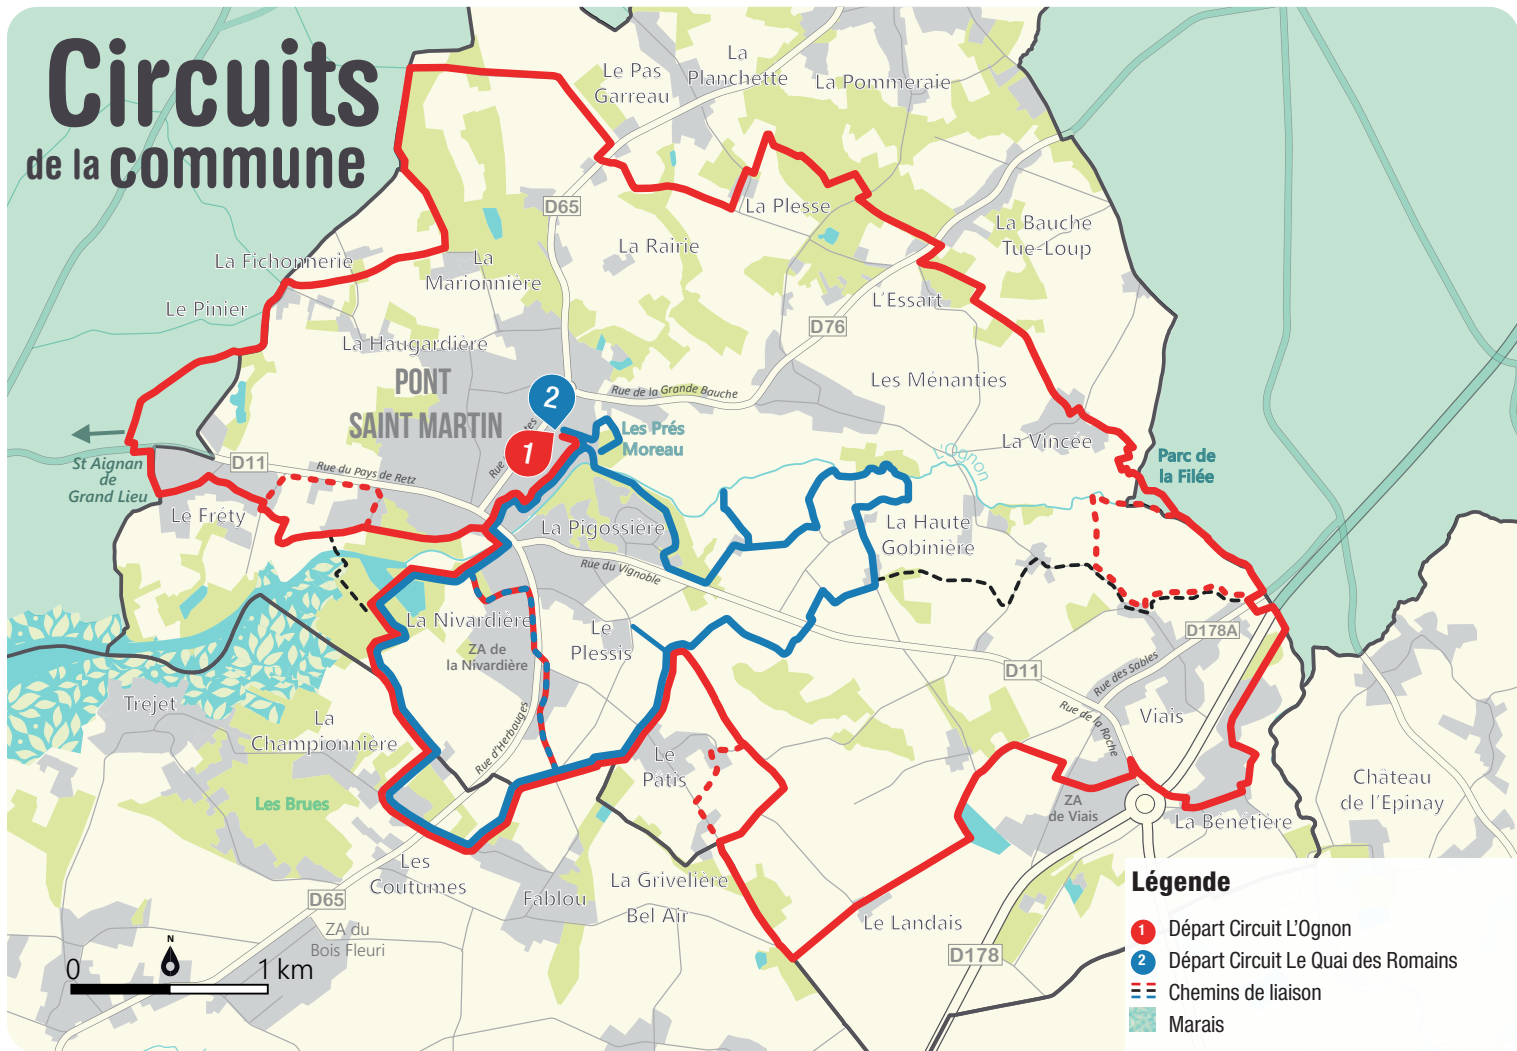 Circuits
de la commune
Le Pas
Garreau
La
Planchette
La Pommeraie
D65
La Plesse
La Rairie
La Bauche
Tue-Loup
La Fichonnerie
La
Marionnière
Le Pinier
L'Essart
D76
La Haugardière
PONT
SAINT MARTIN
2
1
Rue de la Grande Bauche
Les Ménanties
Les Prés
Moreau
La Vincée
L'Ognon
Parc de
la Filée
St Aignan
de
Grand Lieu
D11
Rue du Pays de Retz
Le Fréty
La Pigossière
La Haute
Gobinière
Rue du Vignoble
La Nivardière
ZA de
la Nivardière
Le
Plessis
D178A
D11
Rue des Sables
Rue de la Roche
Viais
Trejet
La
Championnière
Rue d'Herbauges
Le
Patis
Les Brues
Château
de l'Epinay
ZA
de Viais
La Bénétière
Les
Coutumes
Fablou
La Grivelière
Bel Air
Le Landais
D65
ZA du
Bois Fleuri
D178
N
0
1 km
Légende
1 Départ Circuit L'Ognon
2 Départ Circuit Le Quai des Romains
Chemins de liaison
Marais